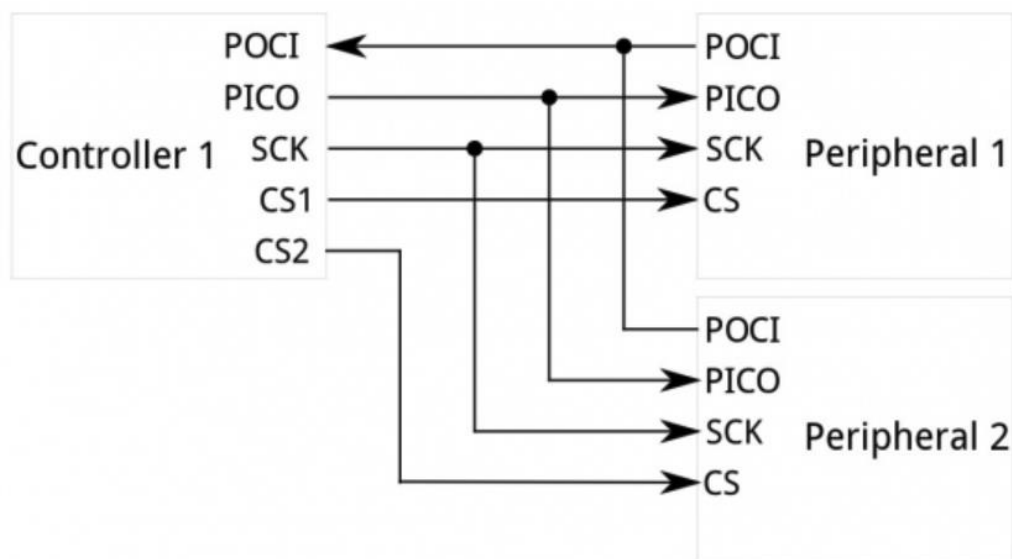 POCI
PICO
SCK
CS1
CS2
Controller 1
POCI
PICO
SCK
CS
Peripheral 1
POCI
PICO
SCK
CS
Peripheral 2